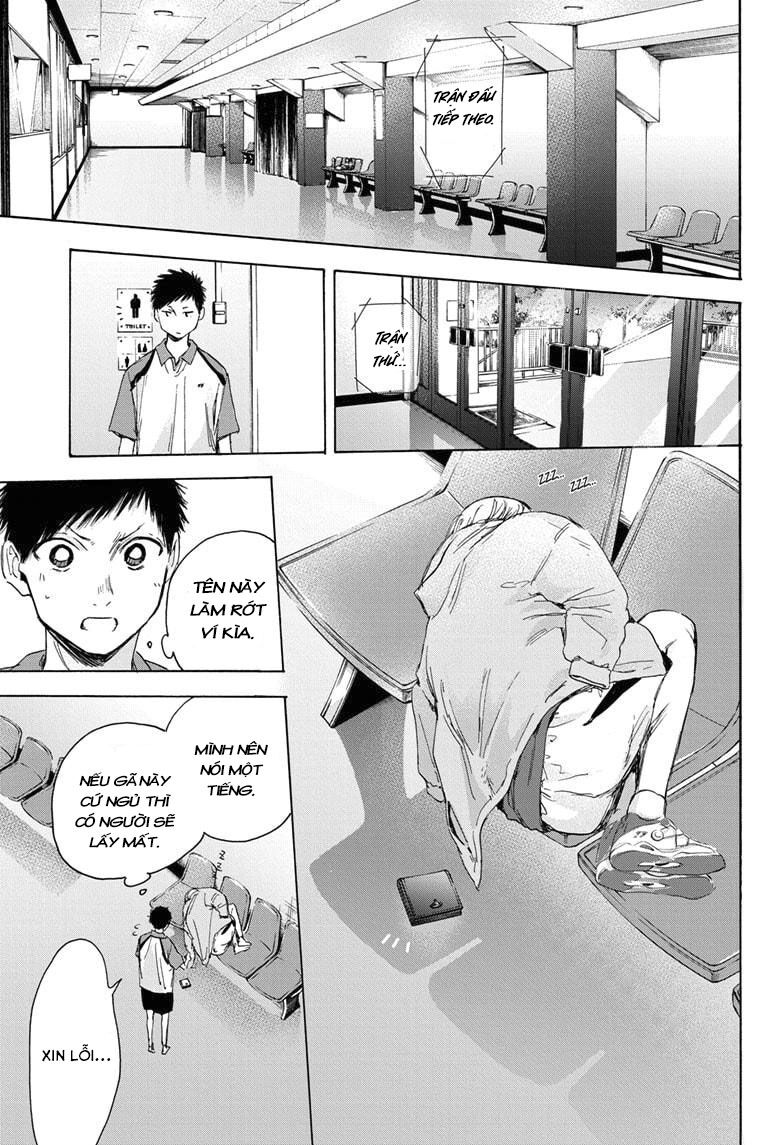 TRẬN ĐẤU
TIẾP THEO.
TRẬN
THỨ...
TOILET
ZZZ...
ZZZ...
TÊN NÀY
LÀM RỚT
VÍ KÌA.
MÌNH NÊN
NÓI MỘT
TIẾNG.
NẾU GÃ NÀY
CỨ NGỦ THÌ
CÓ NGƯỜI SẼ
LẤY MẤT.
z
z
z
XIN LỖI...